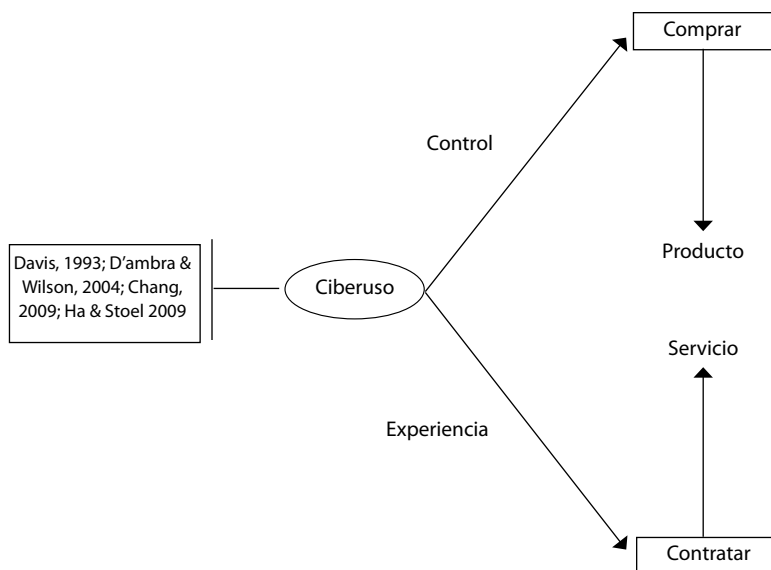 Comprar
Control
Producto
Davis, 1993; D'ambra &
Wilson, 2004; Chang,
2009; Ha & Stoel 2009
Ciberuso
Servicio
Experiencia
Contratar